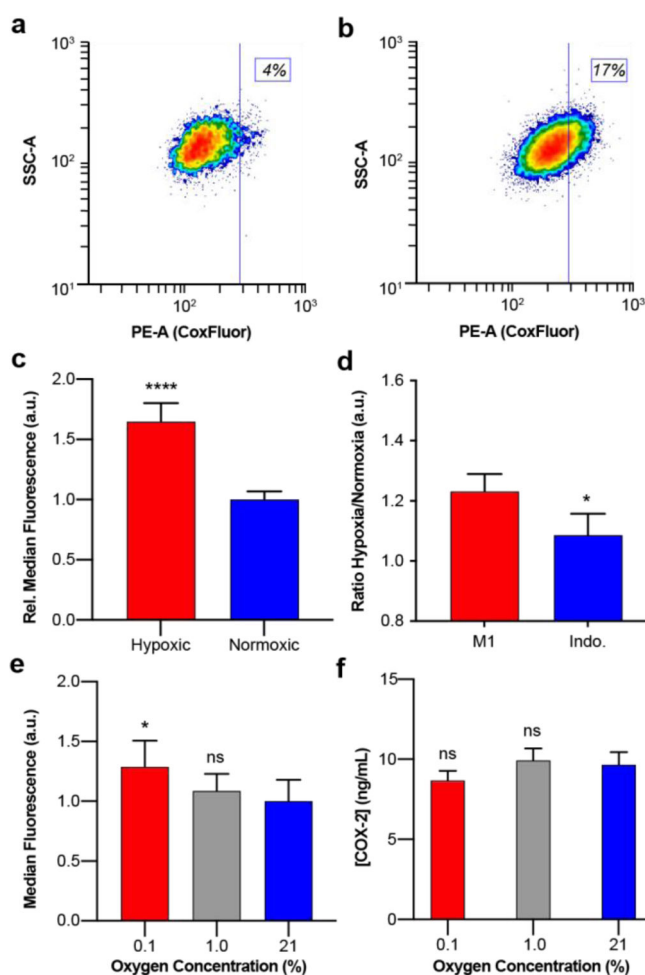 a
10³
10²
10¹
SSC-A
4%
10²
10³
PE-A (CoxFluor)
b
10³
10²
10¹
SSC-A
17%
10²
10³
PE-A (CoxFluor)
c
Rel. Median Fluorescence (a.u.)
2.0
1.5
1.0
0.5
0.0
****
Hypoxic Normoxic
d
Ratio Hypoxia/Normoxia (a.u.)
1.6
1.4
1.2
1.0
0.8
*
M1 Indo.
e
Median Fluorescence (a.u.)
2.0
1.5
1.0
0.5
0.0
*
ns
0.1 1.0 21
Oxygen Concentration (%)
f
[COX-2] (ng/mL)
15
10
5
0
ns
ns
0.1 1.0 21
Oxygen Concentration (%)